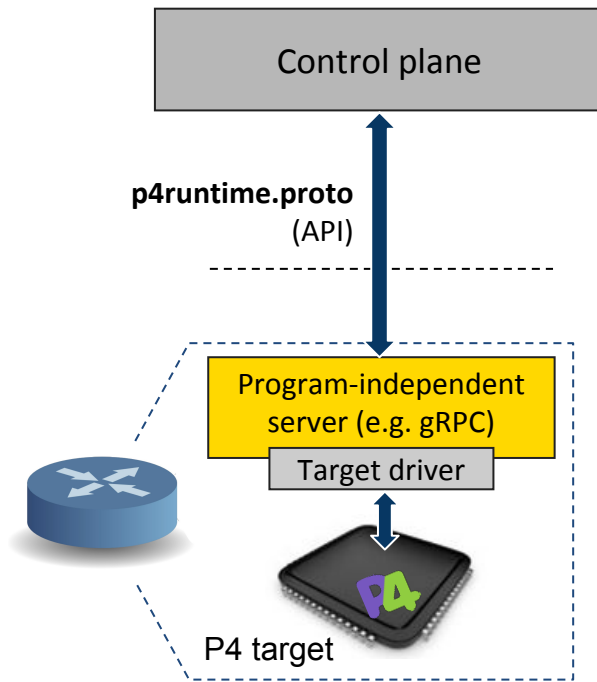 Control plane
p4runtime.proto
(API)
Program-independent
server (e.g. gRPC)
Target driver
P4
P4 target